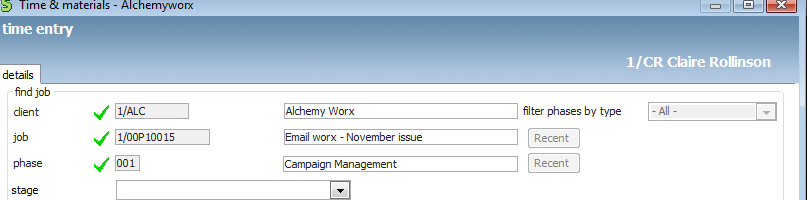 Time & materials - Alchemyworx
time entry
1/CR Claire Rollinson
details
find job
client 1/ALC Alchemy Worx filter phases by type - All -
job 1/00P10015 Email worx - November issue Recent
phase 001 Campaign Management Recent
stage